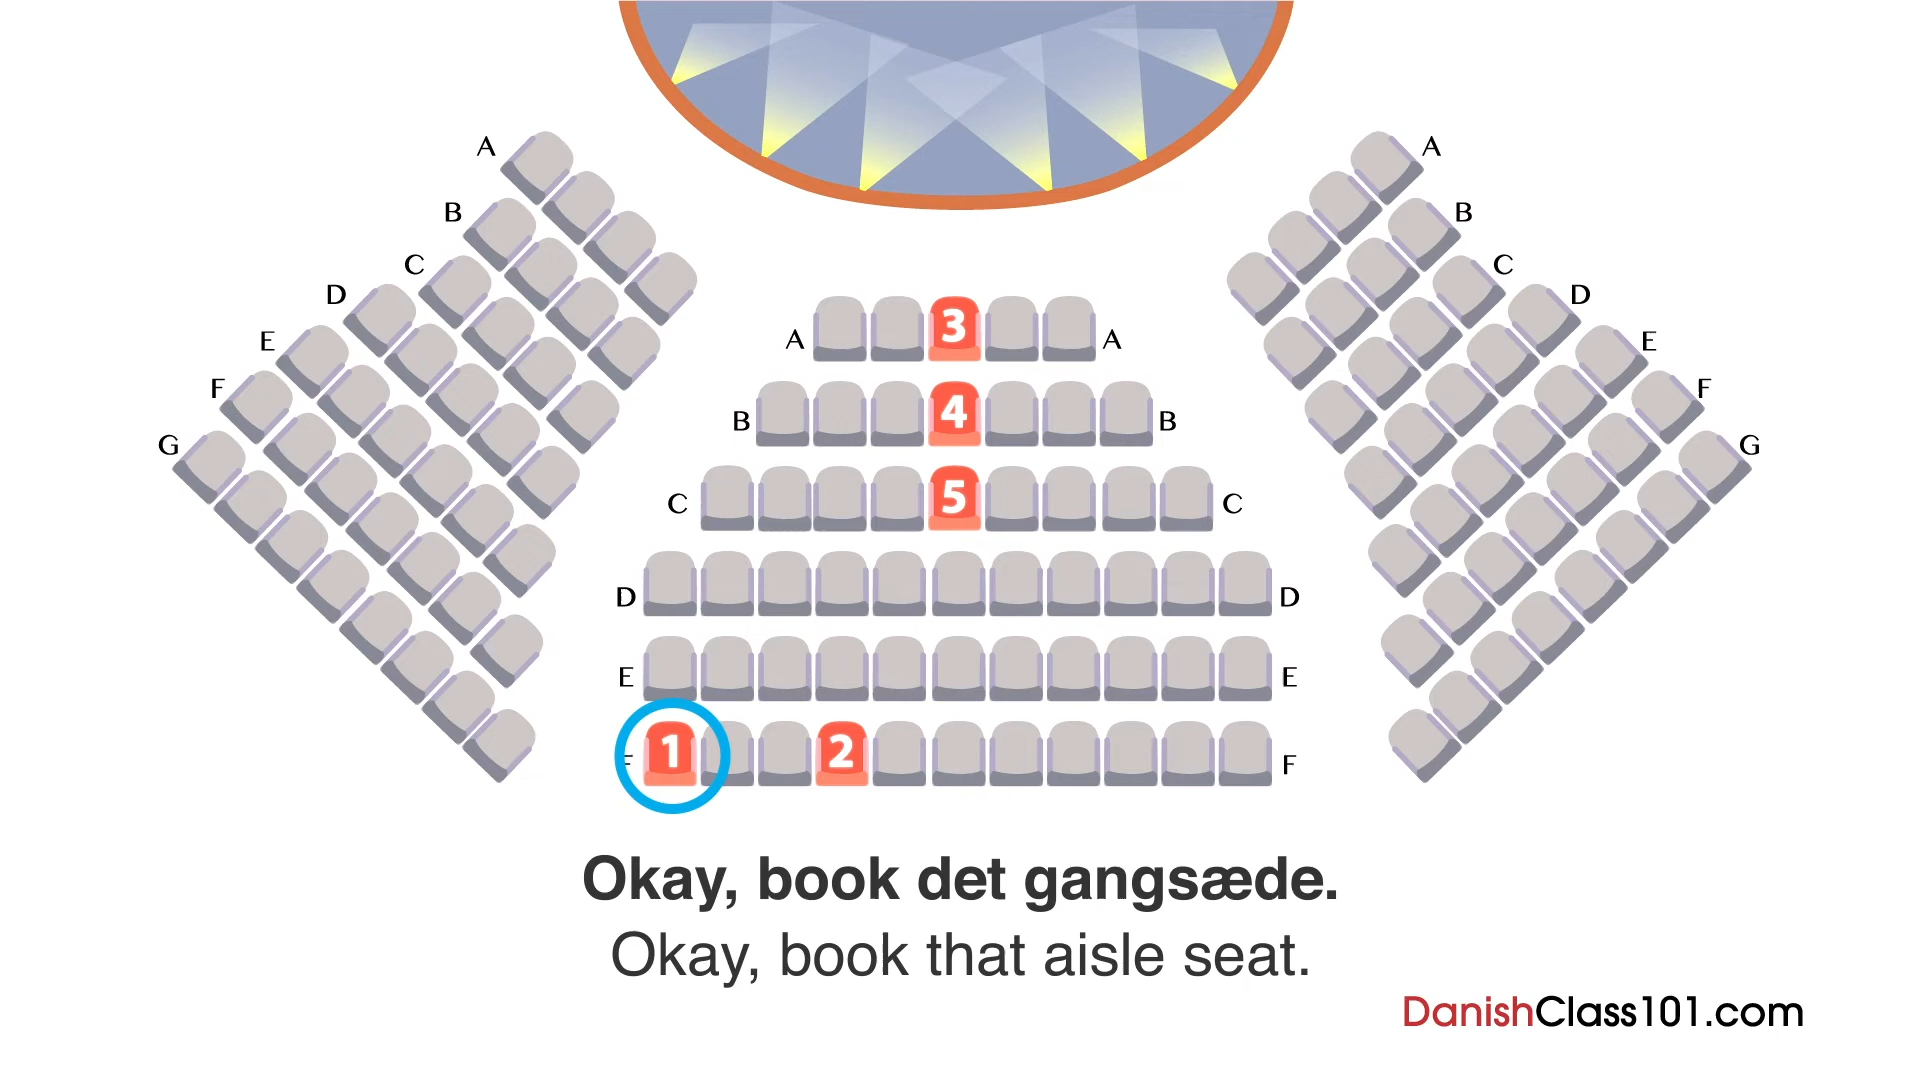 A A
B B
C C
D D
E E
F F
G G
A 3 A
B 4 B
C 5 C
D D
E E
F 1 2 F
Okay, book det gangsæde.
Okay, book that aisle seat.
DanishClass101.com